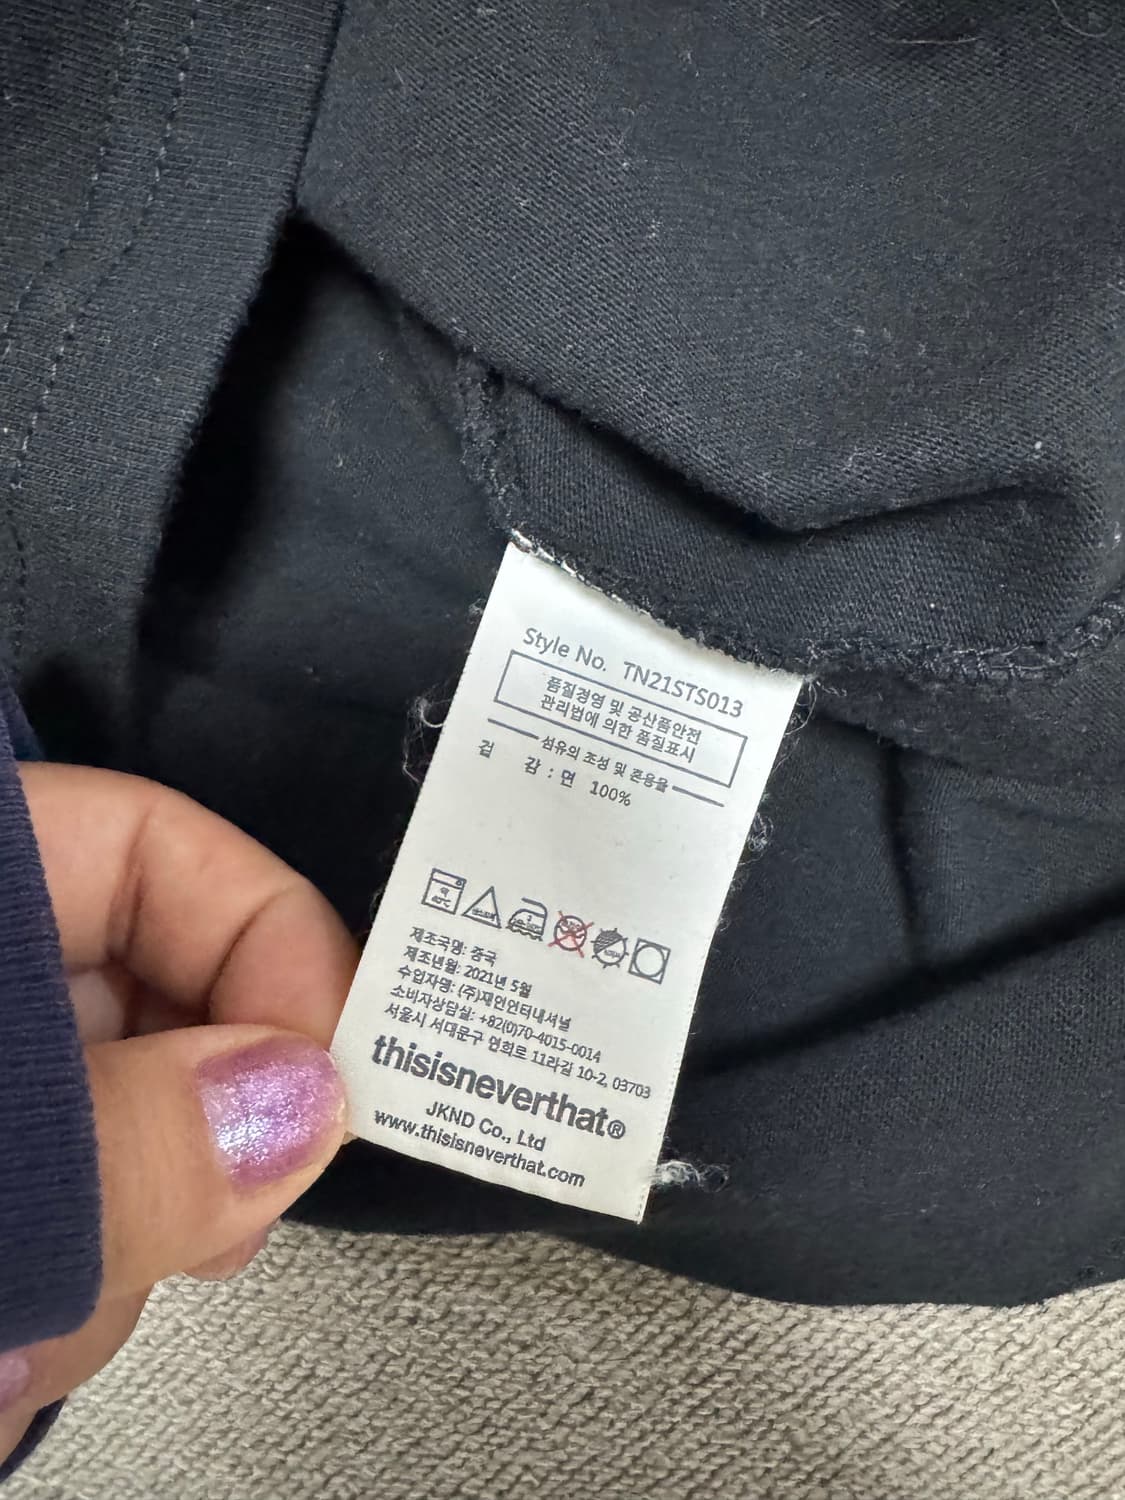 Style No. TN21STS013
품질경영 및 공산품안전
관리법에 의한 품질표시
섬유의 조성 및 혼용율
겉 감 : 면 100%
약
40℃
제조국명: 중국
제조년월: 2021년 5월
수입자명: (주)재인인터내셔널
소비자상담실: +82(0)70-4015-0014
서울시 서대문구 연희로 11라길 10-2, 03703
thisisneverthat®
JKND Co., Ltd
www.thisisneverthat.com